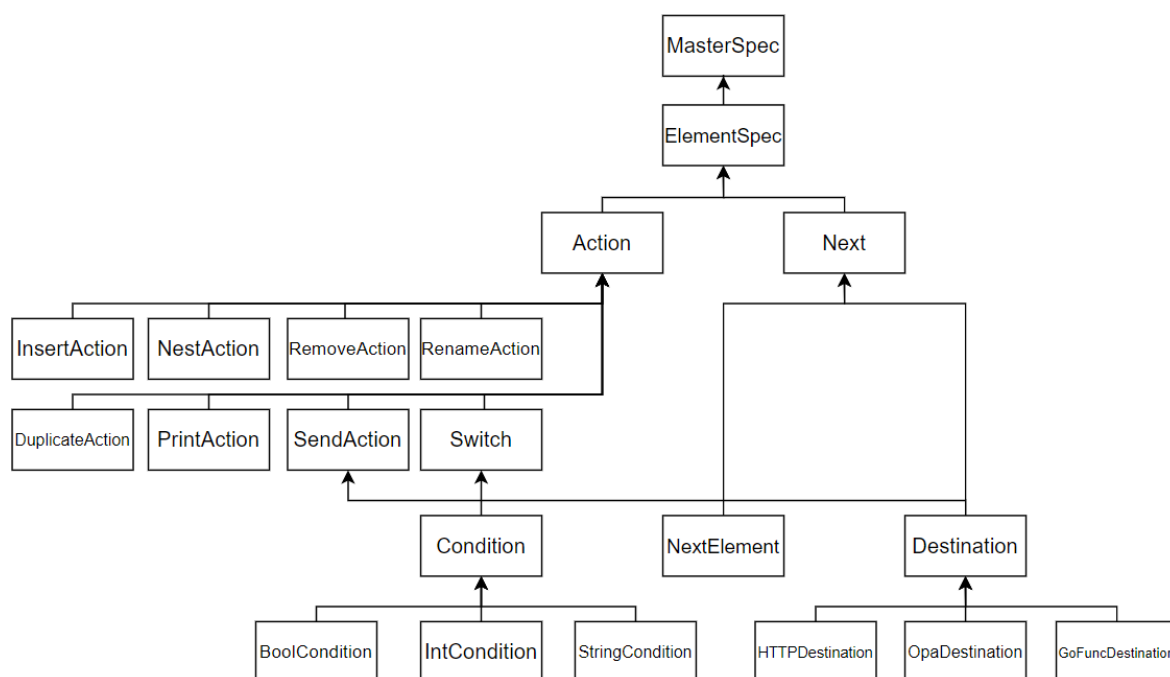 MasterSpec
ElementSpec
Action
Next
InsertAction
NestAction
RemoveAction
RenameAction
DuplicateAction
PrintAction
SendAction
Switch
Condition
NextElement
Destination
BoolCondition
IntCondition
StringCondition
HTTPDestination
OpaDestination
GoFuncDestination